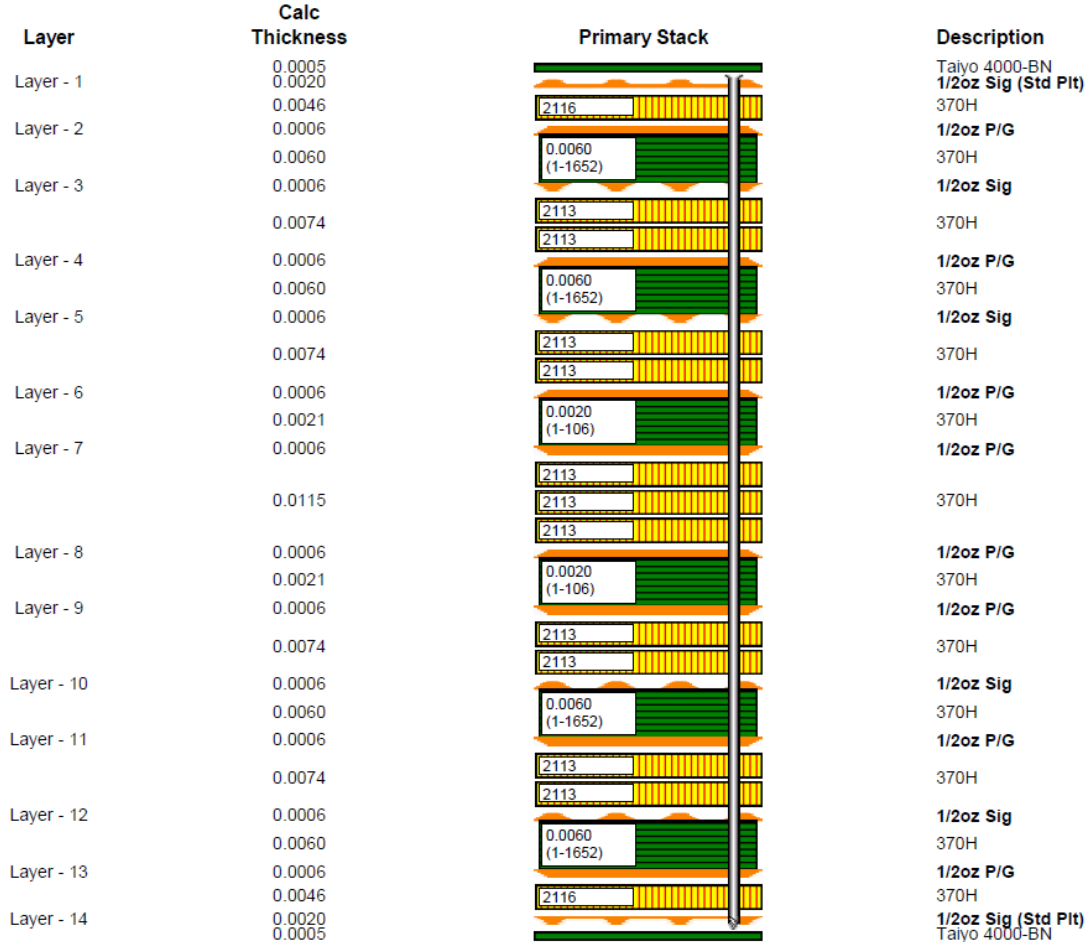 Calc
Layer Thickness Primary Stack Description
0.0005 Taiyo 4000-BN
Layer - 1 0.0020 1/2oz Sig (Std Plt)
0.0046 2116 370H
Layer - 2 0.0006 1/2oz P/G
0.0060 0.0060 370H
(1-1652)
Layer - 3 0.0006 1/2oz Sig
2113
0.0074 370H
2113
Layer - 4 0.0006 1/2oz P/G
0.0060 0.0060 370H
(1-1652)
Layer - 5 0.0006 1/2oz Sig
2113
0.0074 370H
2113
Layer - 6 0.0006 1/2oz P/G
0.0021 0.0020 370H
(1-106)
Layer - 7 0.0006 1/2oz P/G
2113
0.0115 2113 370H
2113
Layer - 8 0.0006 1/2oz P/G
0.0021 0.0020 370H
(1-106)
Layer - 9 0.0006 1/2oz P/G
2113
0.0074 370H
2113
Layer - 10 0.0006 1/2oz Sig
0.0060 0.0060 370H
(1-1652)
Layer - 11 0.0006 1/2oz P/G
2113
0.0074 370H
2113
Layer - 12 0.0006 1/2oz Sig
0.0060 0.0060 370H
(1-1652)
Layer - 13 0.0006 1/2oz P/G
0.0046 2116 370H
Layer - 14 0.0020 1/2oz Sig (Std Plt)
0.0005 Taiyo 4000-BN